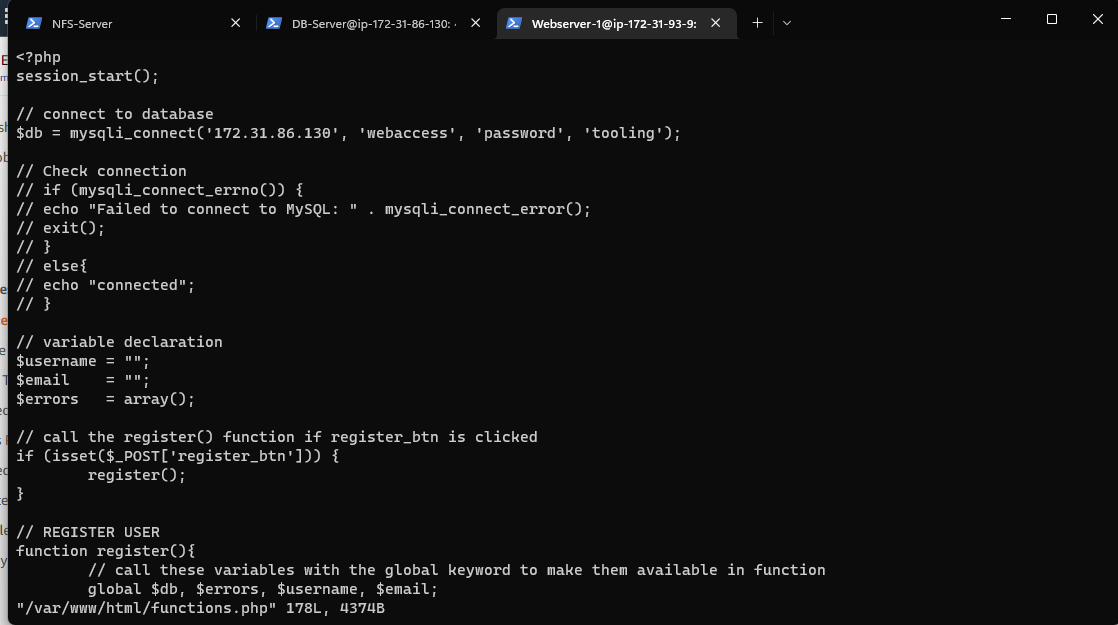 NFS-Server
DB-Server@ip-172-31-86-130:
Webserver-1@ip-172-31-93-9:
<?php
session_start();
// connect to database
$db = mysqli_connect('172.31.86.130', 'webaccess', 'password', 'tooling');
// Check connection
// if (mysqli_connect_errno()) {
// echo "Failed to connect to MySQL: " . mysqli_connect_error();
// exit();
// }
// else{
// echo "connected";
// }
// variable declaration
$username = "";
$email    = "";
$errors   = array();
// call the register() function if register_btn is clicked
if (isset($_POST['register_btn'])) {
        register();
}
// REGISTER USER
function register(){
        // call these variables with the global keyword to make them available in function
        global $db, $errors, $username, $email;
"/var/www/html/functions.php" 178L, 4374B